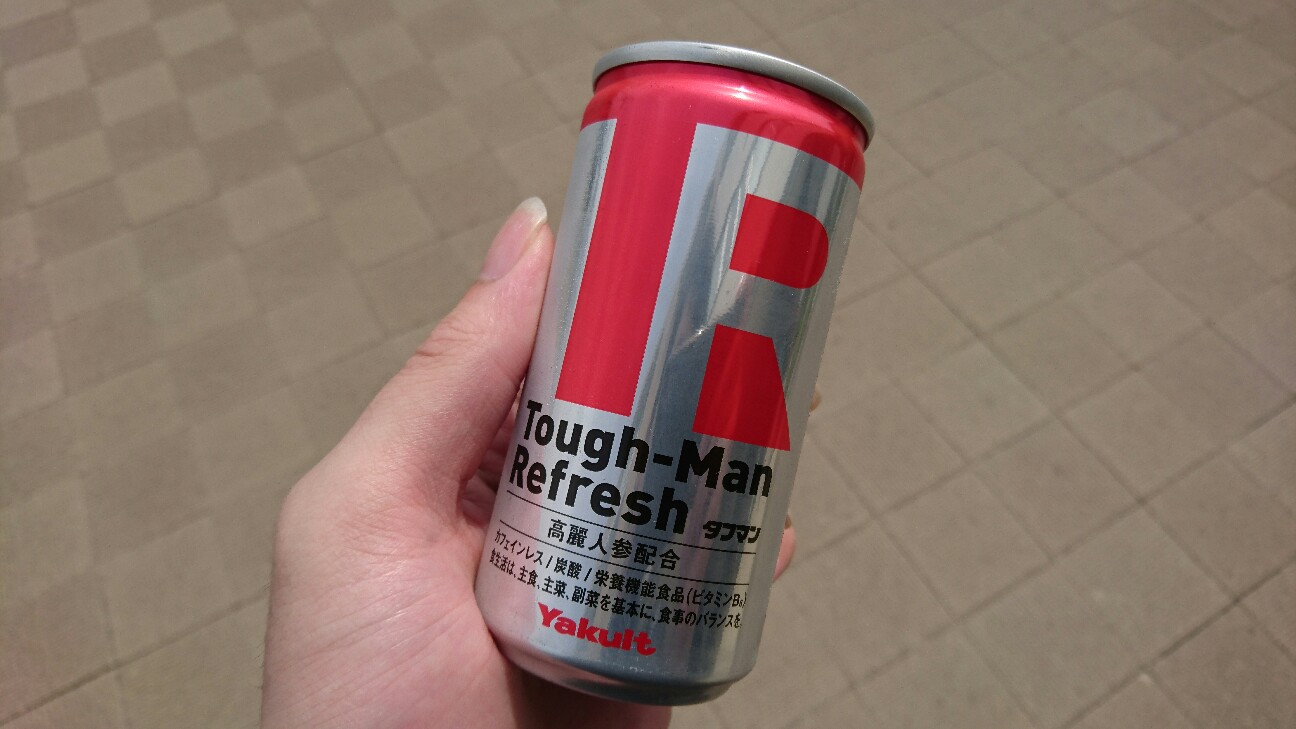 TR
Tough-Man
Refresh タフマン
高麗人参配合
カフェインレス/炭酸/栄養機能食品(ビタミンB6)
食生活は、主食、主菜、副菜を基本に、食事のバランスを。
Yakult